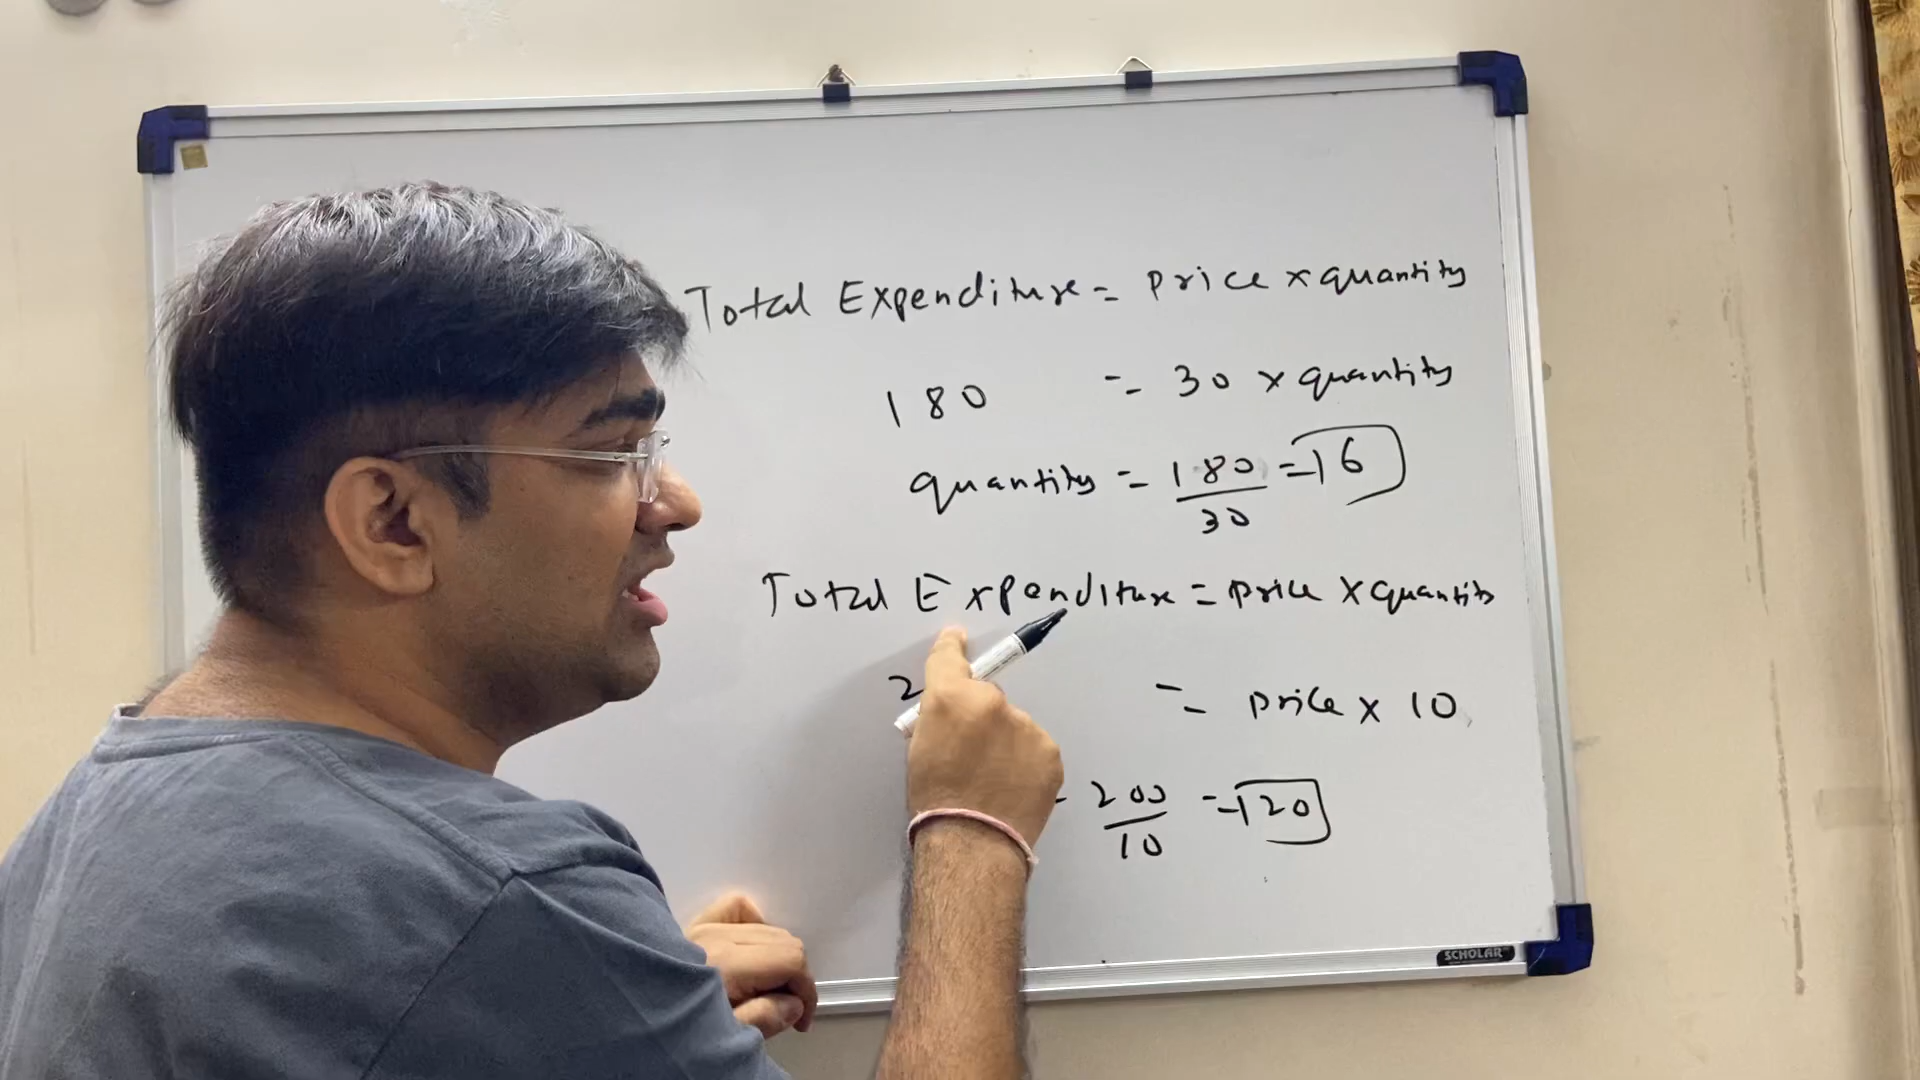 Total Expenditure = price x quantity
180 = 30 x quantity
quantity = 180/30 = 6
Total Expenditure = price x quantity
2 = price x 10
200/10 = 20
SCHOLAR